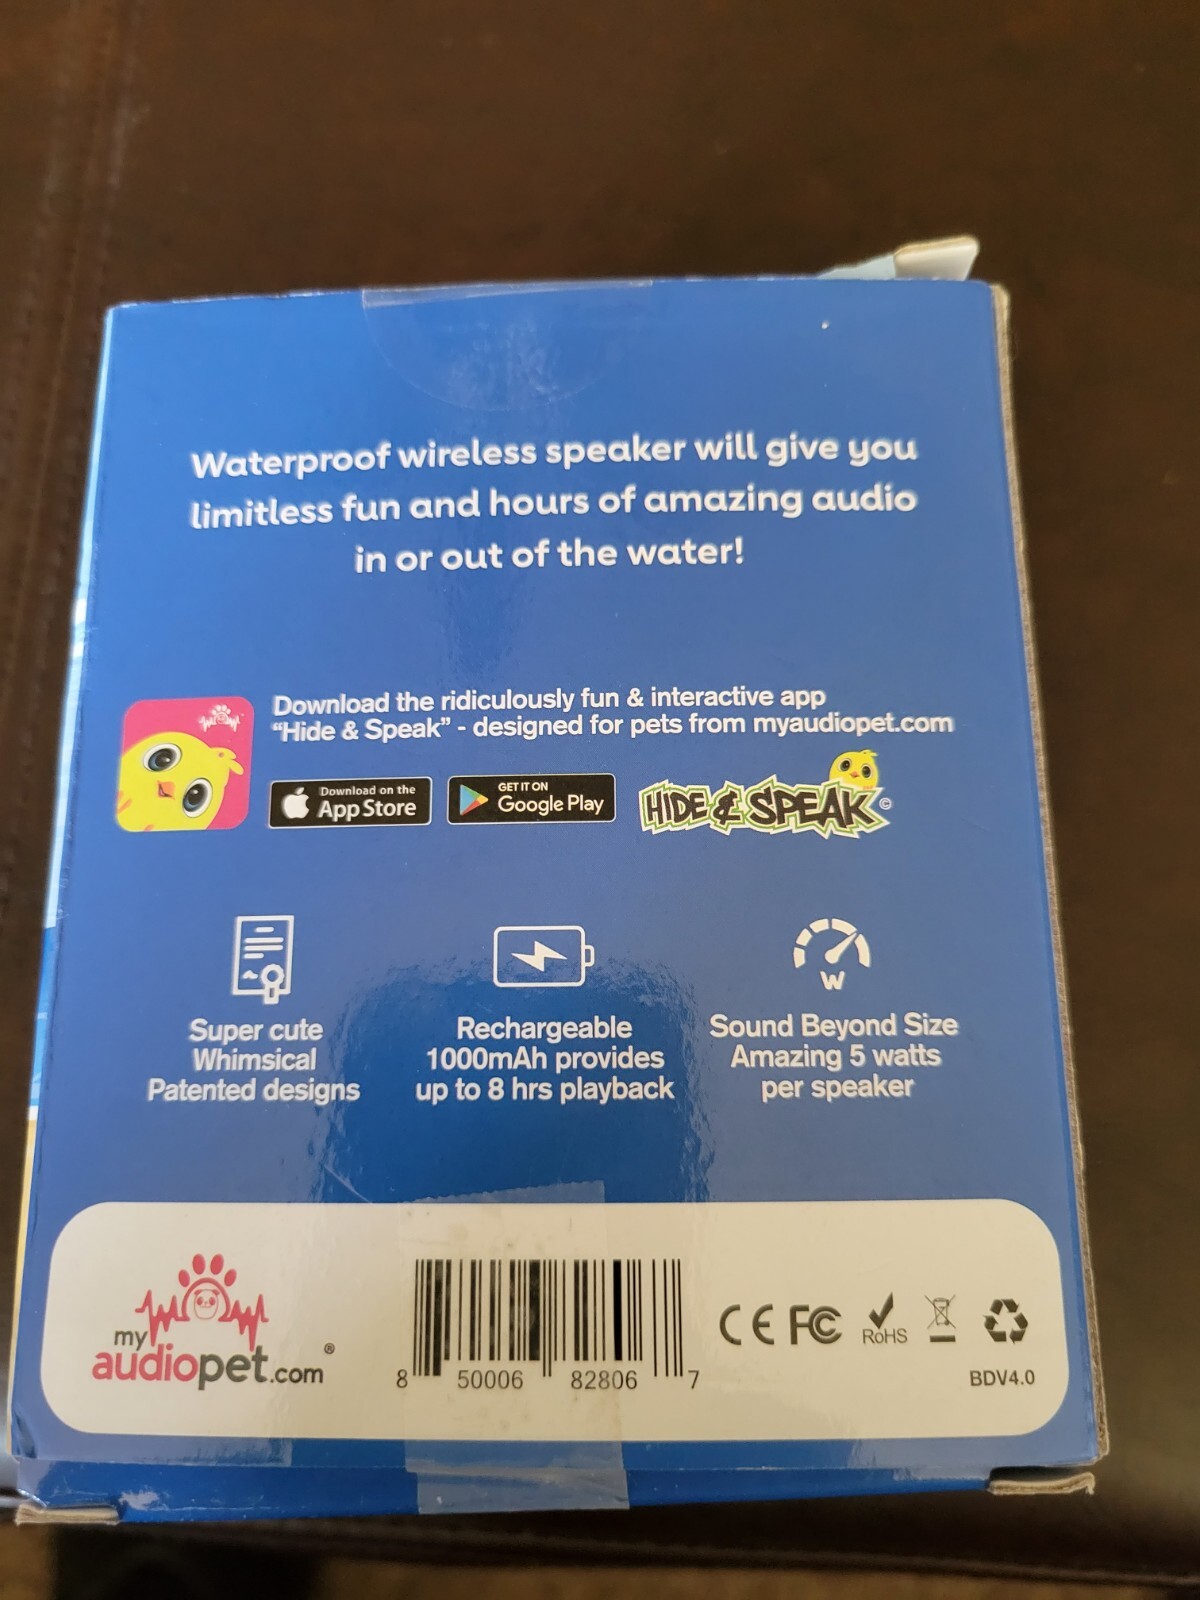 Waterproof wireless speaker will give you
limitless fun and hours of amazing audio
in or out of the water!
Download the ridiculously fun & interactive app
"Hide & Speak" - designed for pets from myaudiopet.com
Download on the
App Store
GET IT ON
Google Play
HIDE & SPEAK ©
W
Super cute
Whimsical
Patented designs
Rechargeable
1000mAh provides
up to 8 hrs playback
Sound Beyond Size
Amazing 5 watts
per speaker
my
audiopet.com ®
8 50006 82806 7
CE FC RoHS
BDV4.0